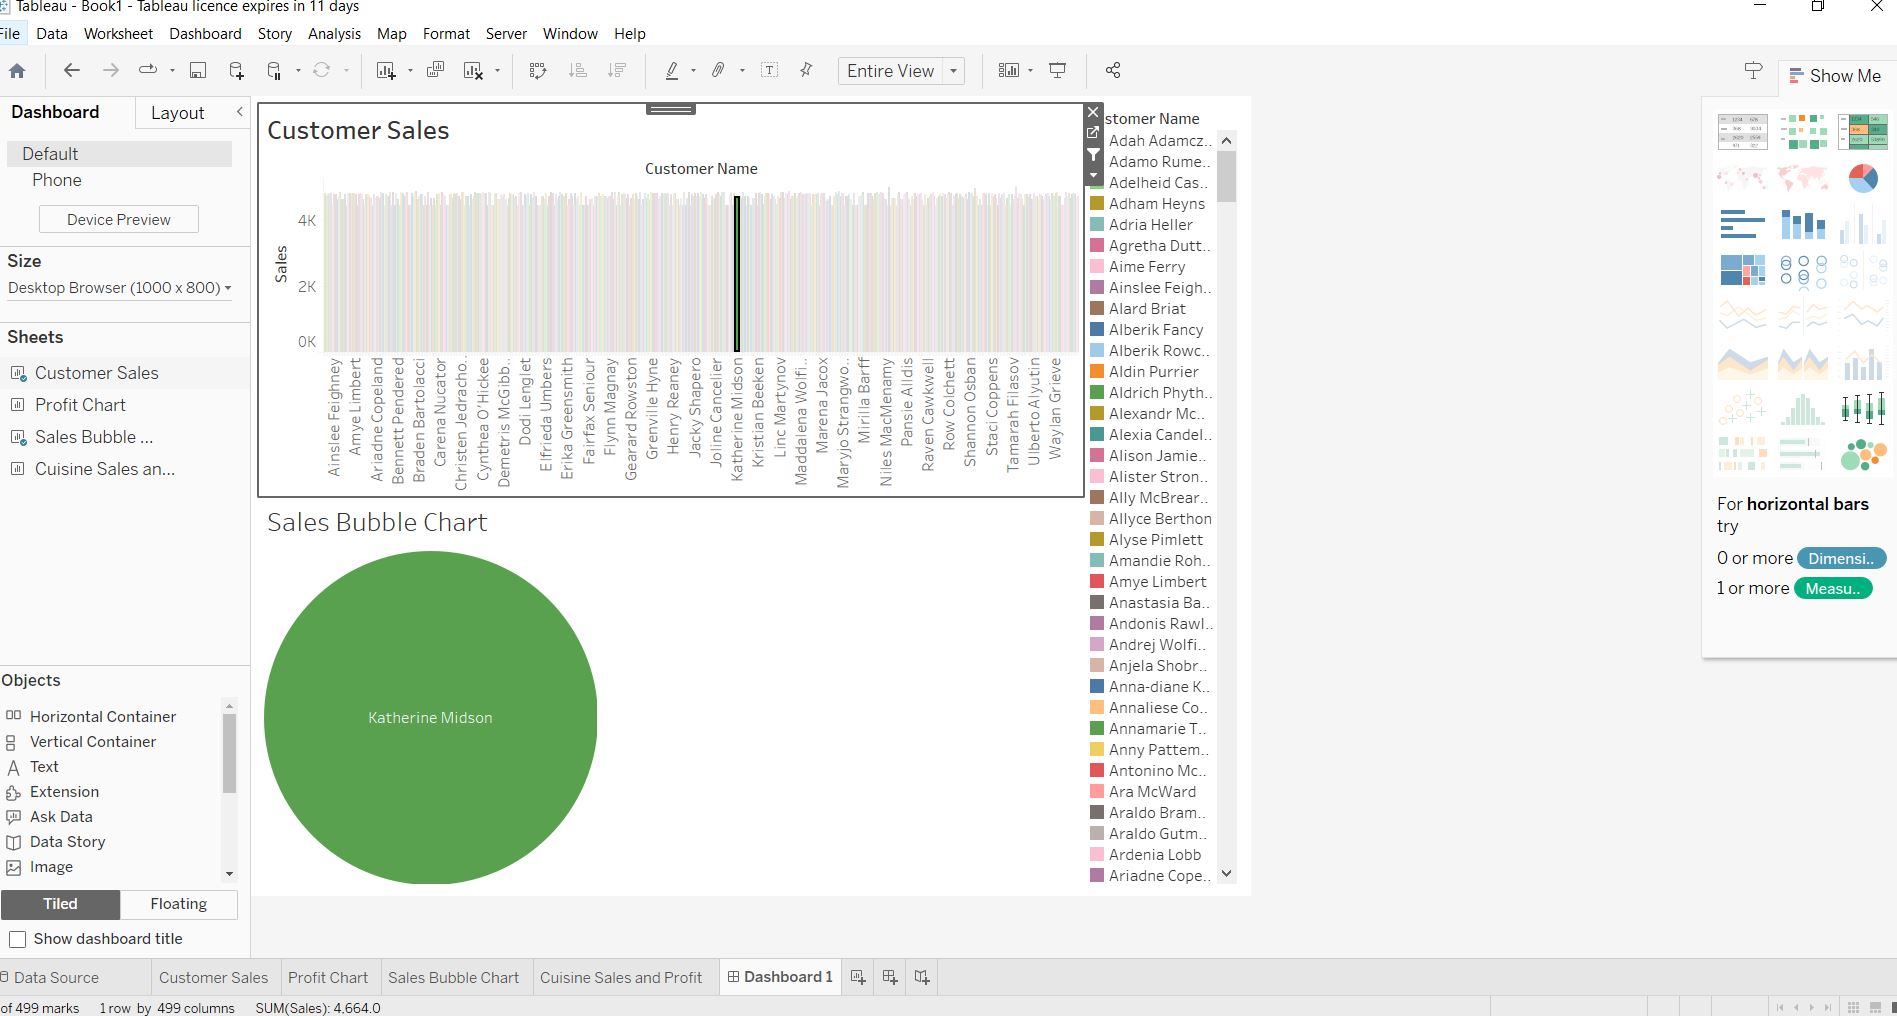 Tableau - Book1 - Tableau licence expires in 11 days
File Data Worksheet Dashboard Story Analysis Map Format Server Window Help
Entire View
Show Me
Dashboard
Layout
Default
Phone
Device Preview
Size
Desktop Browser (1000 x 800)
Sheets
Customer Sales
Profit Chart
Sales Bubble ...
Cuisine Sales an...
Objects
Horizontal Container
Vertical Container
Text
Extension
Ask Data
Data Story
Image
Tiled
Floating
Show dashboard title
Customer Sales
Customer Name
Sales
4K
2K
0K
Ainslee Feighney
Amye Limbert
Ariadne Copeland
Bennett Pendered
Braden Bartolacci
Carena Nucator
Christen Jedracho..
Cynthea O'Hickee
Demetris McGibb..
Dodi Lenglet
Elfrieda Umbers
Erika Greensmith
Fairfax Seniour
Flynn Magnay
Gearard Rowston
Grenville Hyne
Henry Reaney
Jacky Shapero
Joline Cancelier
Katherine Midson
Kristian Beeken
Linc Martynov
Maddalena Wolfi..
Marena Jacox
Maryjo Strangwo..
Mirilla Barff
Niles MacMenamy
Pansie Alldis
Raven Cawkwell
Row Colchett
Shannon Osban
Staci Coppens
Tamarah Filasov
Ulberto Alyutin
Waylan Grieve
Sales Bubble Chart
Katherine Midson
stomer Name
Adah Adamcz..
Adamo Rume..
Adelheid Cas..
Adham Heyns
Adria Heller
Agretha Dutt..
Aime Ferry
Ainslee Feigh..
Alard Briat
Alberik Fancy
Alberik Rowc..
Aldin Purrier
Aldrich Phyth..
Alexandr Mc..
Alexia Candel..
Alison Jamie..
Alister Stron..
Ally McBrear..
Allyce Berthon
Alyse Pimlett
Amandie Roh..
Amye Limbert
Anastasia Ba..
Andonis Rawl..
Andrej Wolfi..
Anjela Shobr..
Anna-diane K..
Annaliese Co..
Annamarie T..
Anny Pattem..
Antonino Mc..
Ara McWard
Araldo Bram..
Araldo Gutm..
Ardenia Lobb
Ariadne Cope..
For horizontal bars
try
0 or more Dimensi..
1 or more Measu..
Data Source
Customer Sales
Profit Chart
Sales Bubble Chart
Cuisine Sales and Profit
Dashboard 1
of 499 marks 1 row by 499 columns SUM(Sales): 4,664.0